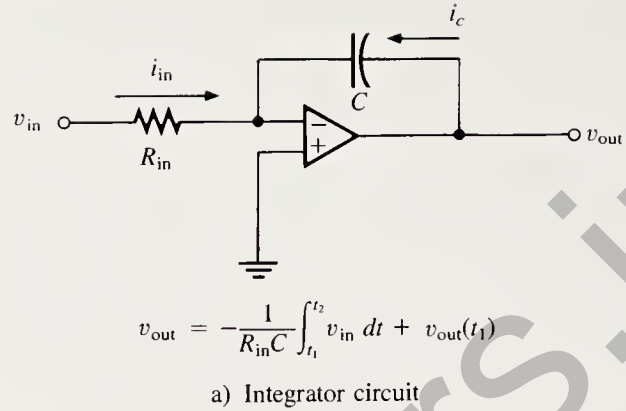 i_c
i_in
C
v_in
R_in
−
+
v_out
v_out = −1/(R_in C) ∫_{t_1}^{t_2} v_in dt + v_out(t_1)
a) Integrator circuit